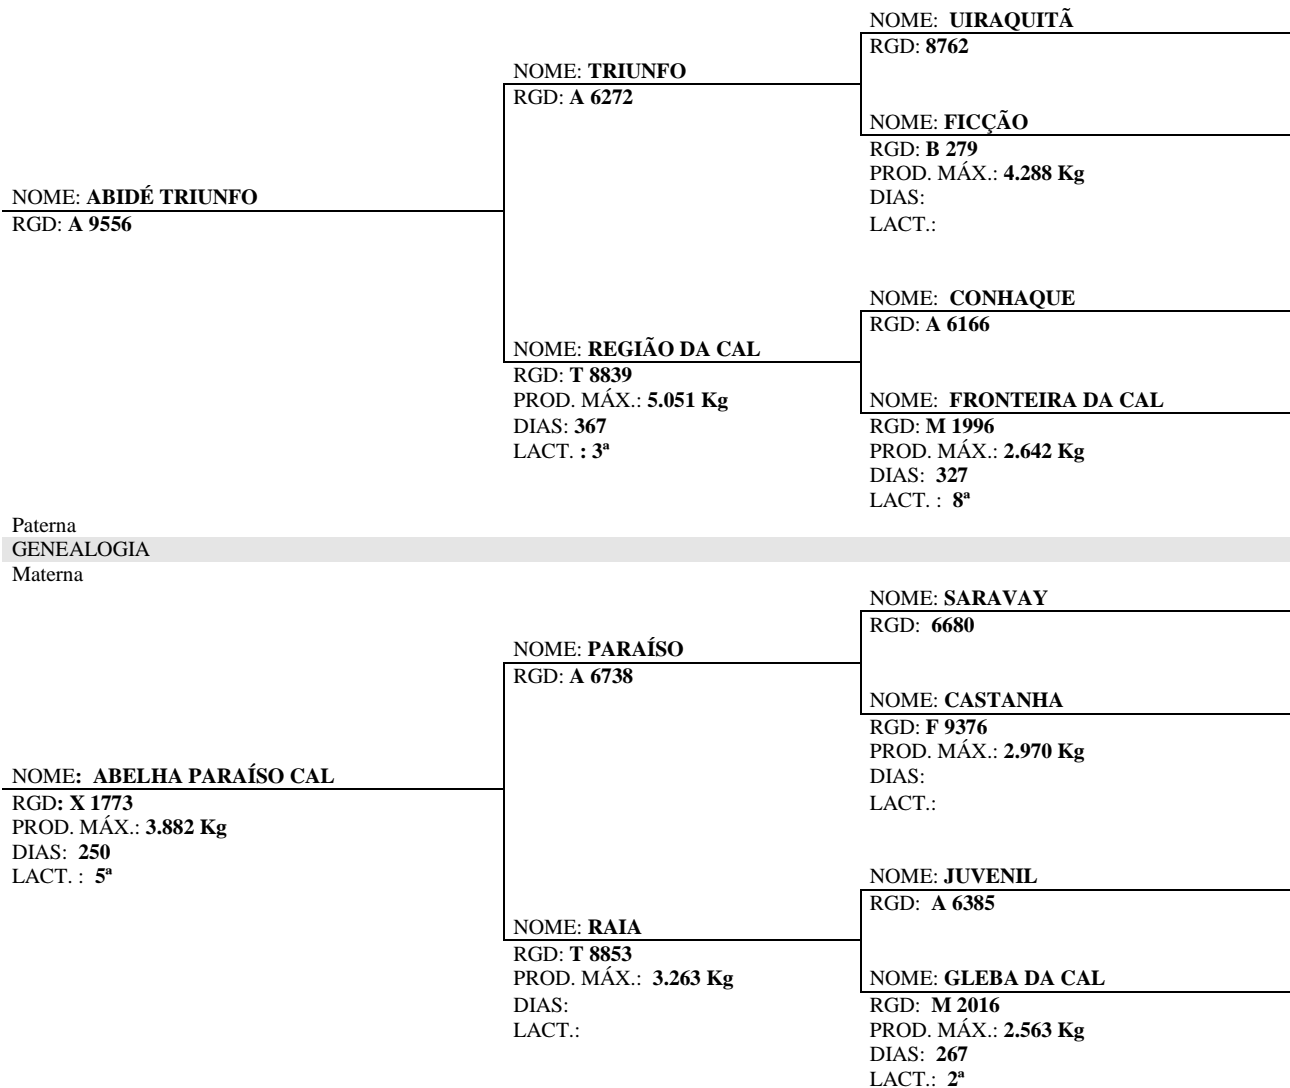 NOME: UIRAQUITÃ
RGD: 8762
NOME: TRIUNFO
RGD: A 6272
NOME: FICÇÃO
RGD: B 279
PROD. MÁX.: 4.288 Kg
NOME: ABIDÉ TRIUNFO
DIAS:
RGD: A 9556
LACT.:
NOME: CONHAQUE
RGD: A 6166
NOME: REGIÃO DA CAL
RGD: T 8839
PROD. MÁX.: 5.051 Kg
NOME: FRONTEIRA DA CAL
DIAS: 367
RGD: M 1996
LACT. : 3ª
PROD. MÁX.: 2.642 Kg
DIAS: 327
LACT. : 8ª
Paterna
GENEALOGIA
Materna
NOME: SARAVAY
RGD: 6680
NOME: PARAÍSO
RGD: A 6738
NOME: CASTANHA
RGD: F 9376
PROD. MÁX.: 2.970 Kg
NOME: ABELHA PARAÍSO CAL
DIAS:
RGD: X 1773
LACT.:
PROD. MÁX.: 3.882 Kg
DIAS: 250
LACT. : 5ª
NOME: JUVENIL
RGD: A 6385
NOME: RAIA
RGD: T 8853
PROD. MÁX.: 3.263 Kg
NOME: GLEBA DA CAL
DIAS:
RGD: M 2016
LACT.:
PROD. MÁX.: 2.563 Kg
DIAS: 267
LACT.: 2ª